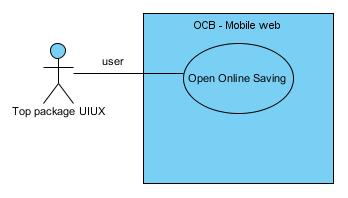 OCB - Mobile web
user
Open Online Saving
Top package UIUX